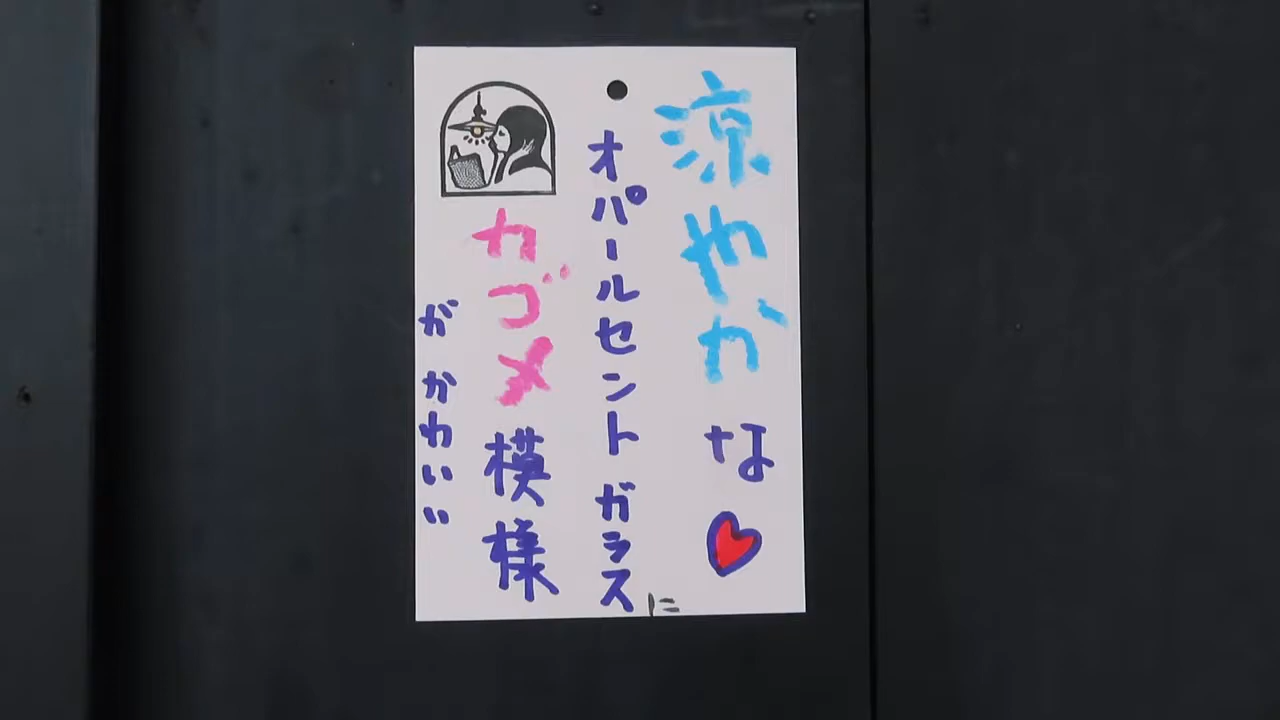 涼やかな
オパールセントガラスに
カゴメ模様
がかわいい